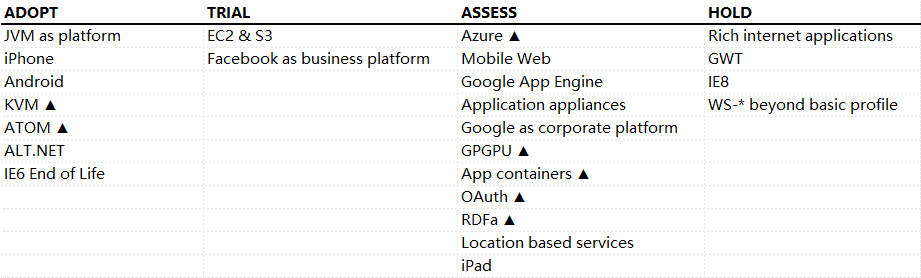 ADOPT TRIAL ASSESS HOLD
JVM as platform EC2 & S3 Azure ▲ Rich internet applications
iPhone Facebook as business platform Mobile Web GWT
Android Google App Engine IE8
KVM ▲ Application appliances WS-* beyond basic profile
ATOM ▲ Google as corporate platform
ALT.NET GPGPU ▲
IE6 End of Life App containers ▲
OAuth ▲
RDFa ▲
Location based services
iPad